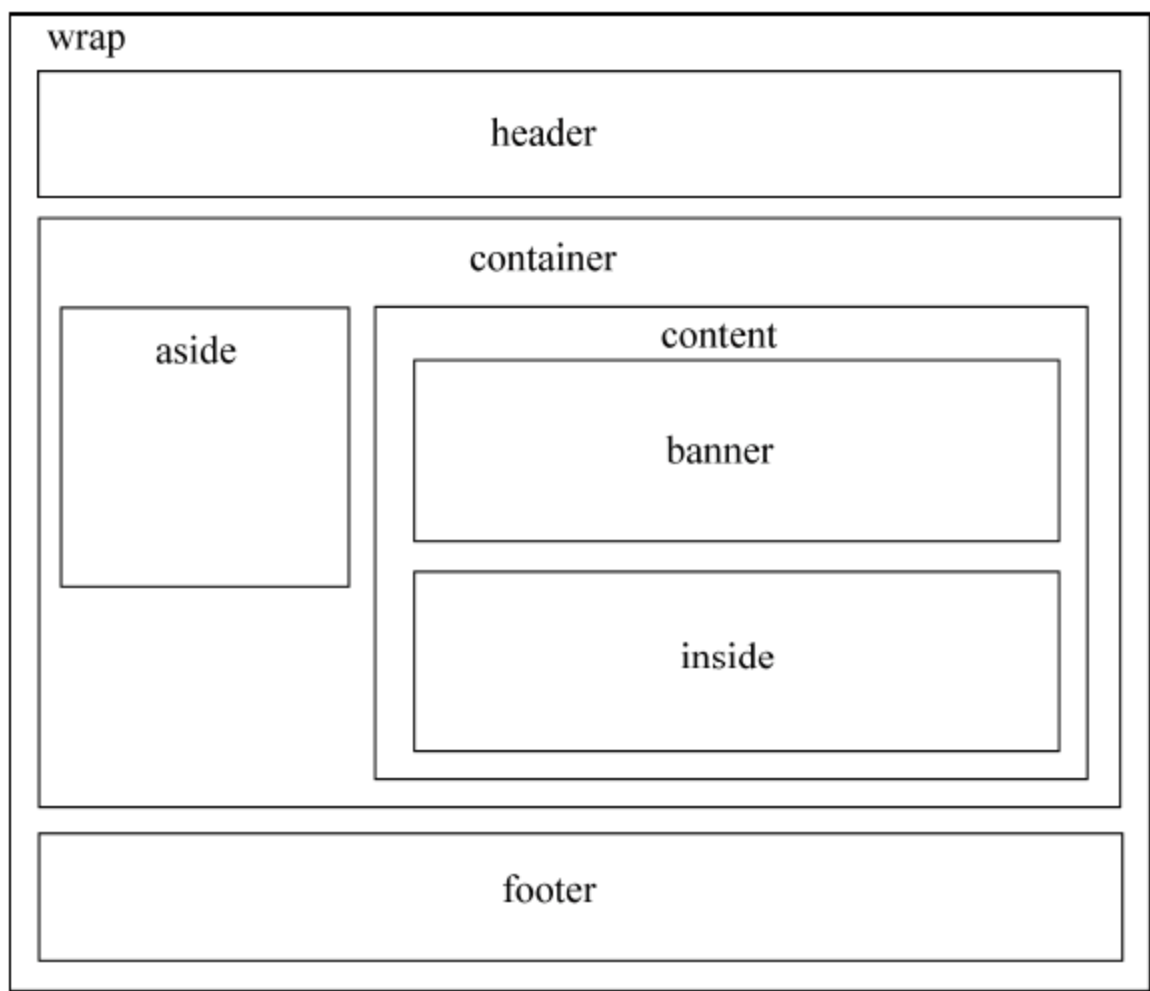 wrap
header
container
aside
content
banner
inside
footer